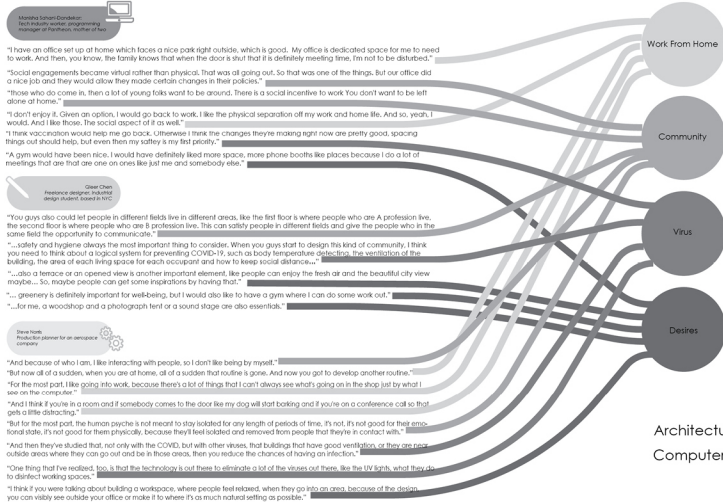 Manisha Sahani-Dandekar:
Tech industry worker, programming
manager at Pantheon, mother of two
"I have an office set up at home which faces a nice park right outside, which is good.  My office is dedicated space for me to need
to work. And then, you know, the family knows that when the door is shut that it is definitely meeting time, I'm not to be disturbed."
"Social engagements became virtual rather than physical. That was all going out. So that was one of the things. But our office did
a nice job and they would allow they made certain changes in their policies."
"those who do come in, then a lot of young folks want to be around. There is a social incentive to work You don't want to be left
alone at home."
"I don't enjoy it. Given an option, I would go back to work. I like the physical separation off my work and home life. And so, yeah, I
would. And I like those. The social aspect of it as well."
"I think vaccination would help me go back. Otherwise I think the changes they're making right now are pretty good, spacing
things out should help, but even then my saftey is my first priority."
"A gym would have been nice. I would have definitely liked more space, more phone booths like places because I do a lot of
meetings that are that are one on ones like just me and somebody else."
Qieer Chen:
Freelance designer, industrial
design student, based in NYC
"You guys also could let people in different fields live in different areas, like the first floor is where people who are A profession live,
the second floor is where people who are B profession live. This can satisfy people in different fields and give the people who in the
same field the opportunity to communicate."
"...safety and hygiene always the most important thing to consider. When you guys start to design this kind of community, I think
you need to think about a logical system for preventing COVID-19, such as body temperature detecting, the ventilation of the
building, the area of each living space for each occupant and how to keep social distance..."
"...also a terrace or an opened view is another important element, like people can enjoy the fresh air and the beautiful city view
maybe... So, maybe people can get some inspirations by having that."
"... greenery is definitely important for well-being, but I would also like to have a gym where I can do some work out."
"...for me, a woodshop and a photograph tent or a sound stage are also essentials."
Steve Norrk:
Production planner for an aerospace
company
"And because of who I am, I like interacting with people, so I don't like being by myself."
"But now all of a sudden, when you are at home, all of a sudden that routine is gone. And now you got to develop another routine."
"For the most part, I like going into work, because there's a lot of things that I can't always see what's going on in the shop just by what I
see on the computer."
"And I think if you're in a room and if somebody comes to the door like my dog will start barking and if you're on a conference call so that
gets a little distracting."
"But for the most part, the human psyche is not meant to stay isolated for any length of periods of time, it's not, it's not good for their emo-
tional state, it's not good for them physically, because they'll feel isolated and removed from people that they're in contact with."
"And then they've studied that, not only with the COVID, but with other viruses, that buildings that have good ventilation, or they are near
outside areas where they can go out and be in those areas, then you reduce the chances of having an infection."
"One thing that I've realized, too, is that the technology is out there to eliminate a lot of the viruses out there, like the UV lights, what they do
to disinfect working spaces."
"I think if you were talking about building a workspace, where people feel relaxed, when they go into an area, because of the design
you can visibly see outside your office or make it to where it's as much natural setting as possible."
Work From Home
Community
Virus
Desires
Architectu
Computer